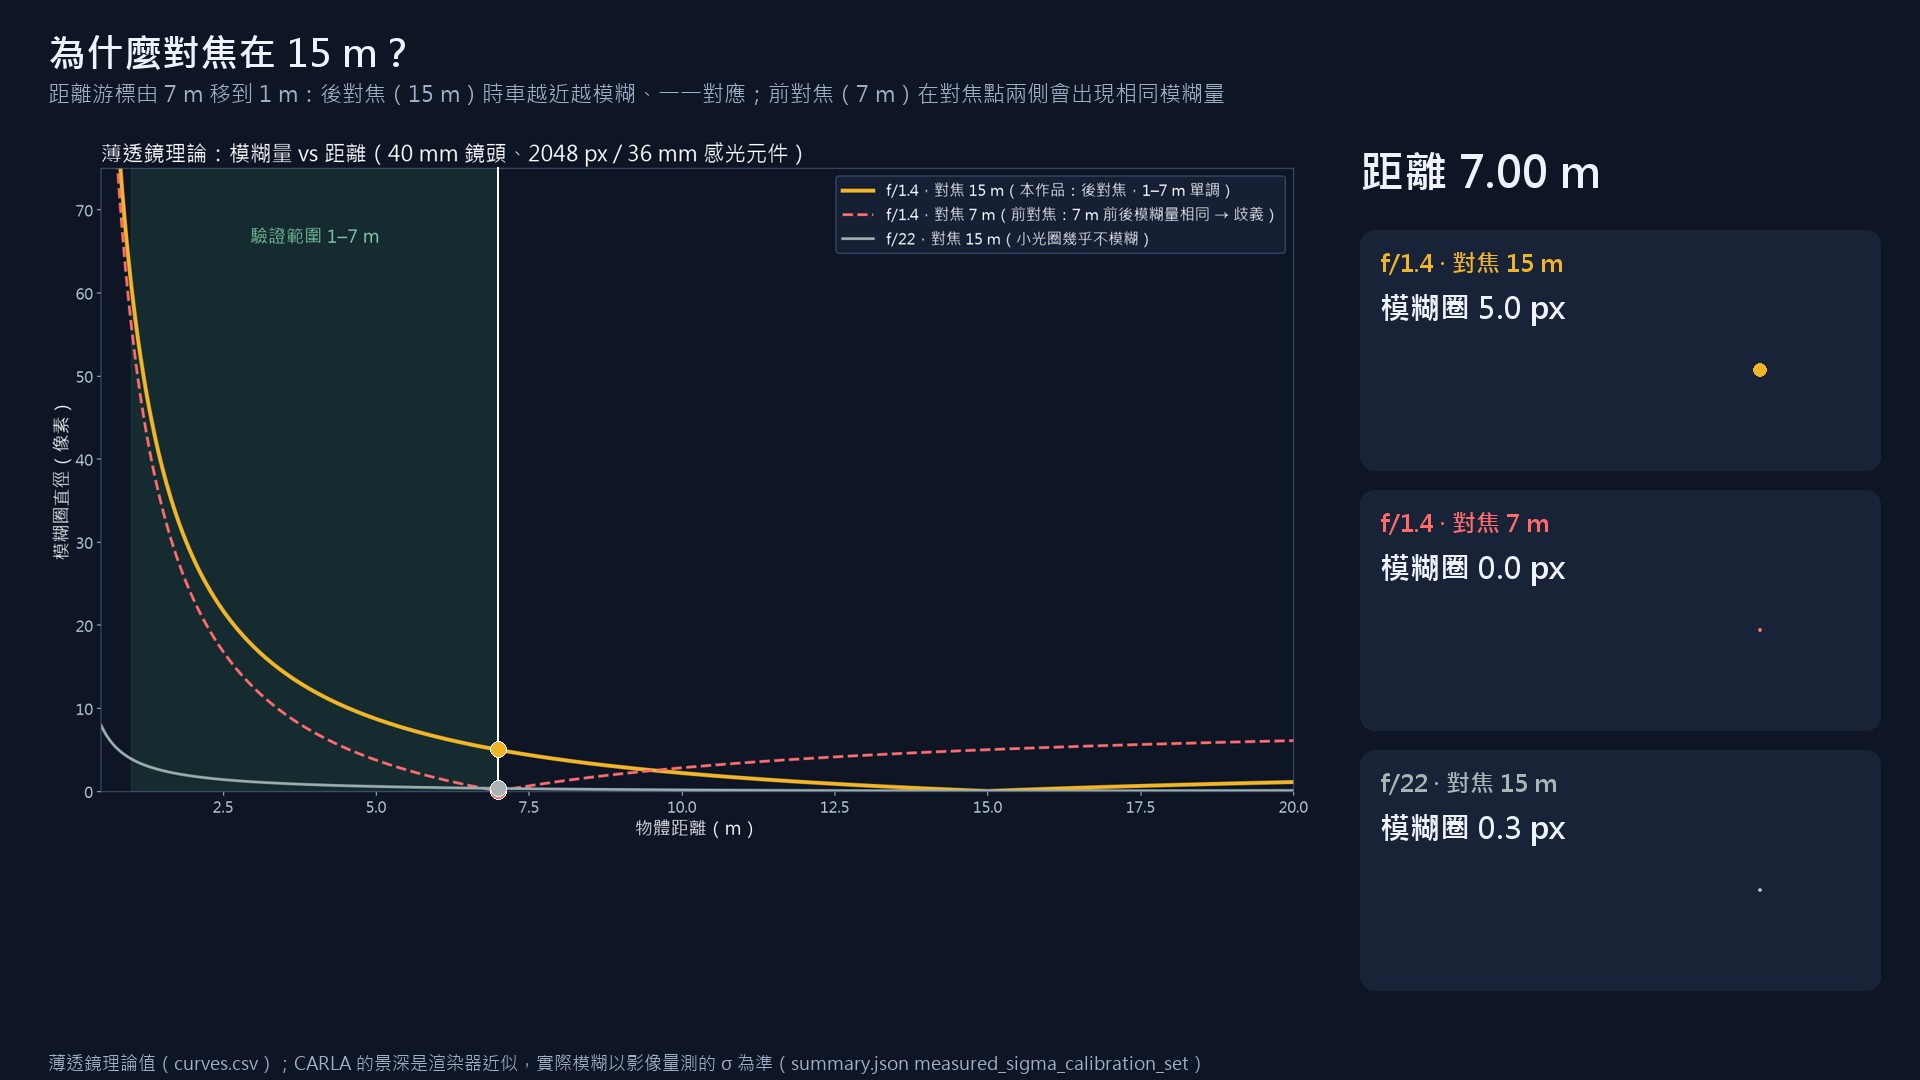 為什麼對焦在 15 m？
距離游標由 7 m 移到 1 m：後對焦（15 m）時車越近越模糊、一一對應；前對焦（7 m）在對焦點兩側會出現相同模糊量
薄透鏡理論：模糊量 vs 距離（40 mm 鏡頭、2048 px / 36 mm 感光元件）
f/1.4 · 對焦 15 m（本作品：後對焦 · 1–7 m 單調）
f/1.4 · 對焦 7 m（前對焦：7 m 前後模糊量相同 → 歧義）
f/22 · 對焦 15 m（小光圈幾乎不模糊）
驗證範圍 1–7 m
模糊圈直徑（像素）
70
60
50
40
30
20
10
0
2.5 5.0 7.5 10.0 12.5 15.0 17.5 20.0
物體距離（m）
距離 7.00 m
f/1.4 · 對焦 15 m
模糊圈 5.0 px
f/1.4 · 對焦 7 m
模糊圈 0.0 px
f/22 · 對焦 15 m
模糊圈 0.3 px
薄透鏡理論值（curves.csv）；CARLA 的景深是渲染器近似，實際模糊以影像量測的 σ 為準（summary.json measured_sigma_calibration_set）